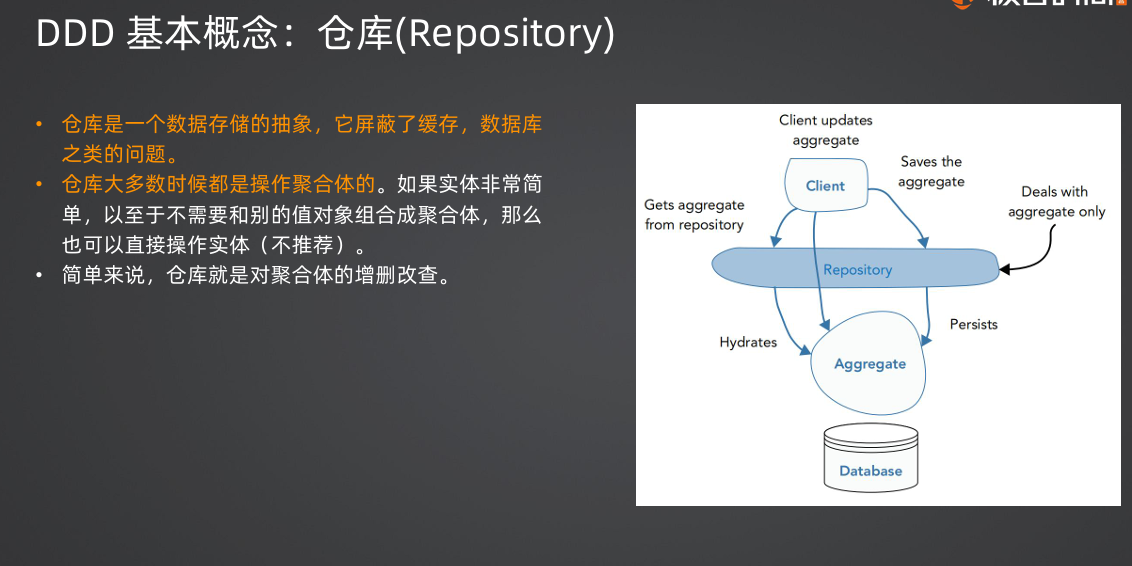 DDD 基本概念：仓库(Repository)
• 仓库是一个数据存储的抽象，它屏蔽了缓存，数据库
之类的问题。
• 仓库大多数时候都是操作聚合体的。如果实体非常简
单，以至于不需要和别的值对象组合成聚合体，那么
也可以直接操作实体（不推荐）。
• 简单来说，仓库就是对聚合体的增删改查。
Client updates
aggregate
Client
Saves the
aggregate
Gets aggregate
from repository
Deals with
aggregate only
Repository
Hydrates
Persists
Aggregate
Database